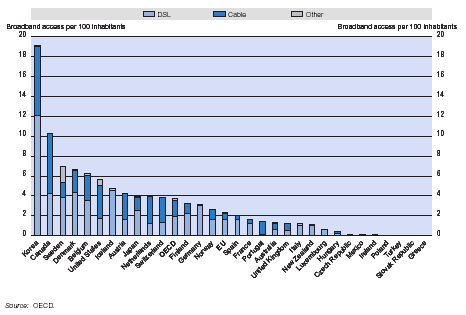 DSL Cable Other
Broadband access per 100 inhabitants Broadband access per 100 inhabitants
20 20
18 18
16 16
14 14
12 12
10 10
8 8
6 6
4 4
2 2
0 0
Korea Canada Sweden Denmark Belgium United States Iceland Austria Japan Netherlands Switzerland OECD Finland Germany Norway EU Spain France Portugal Australia United Kingdom Italy New Zealand Luxembourg Hungary Czech Republic Mexico Ireland Poland Turkey Slovak Republic Greece
Source: OECD.